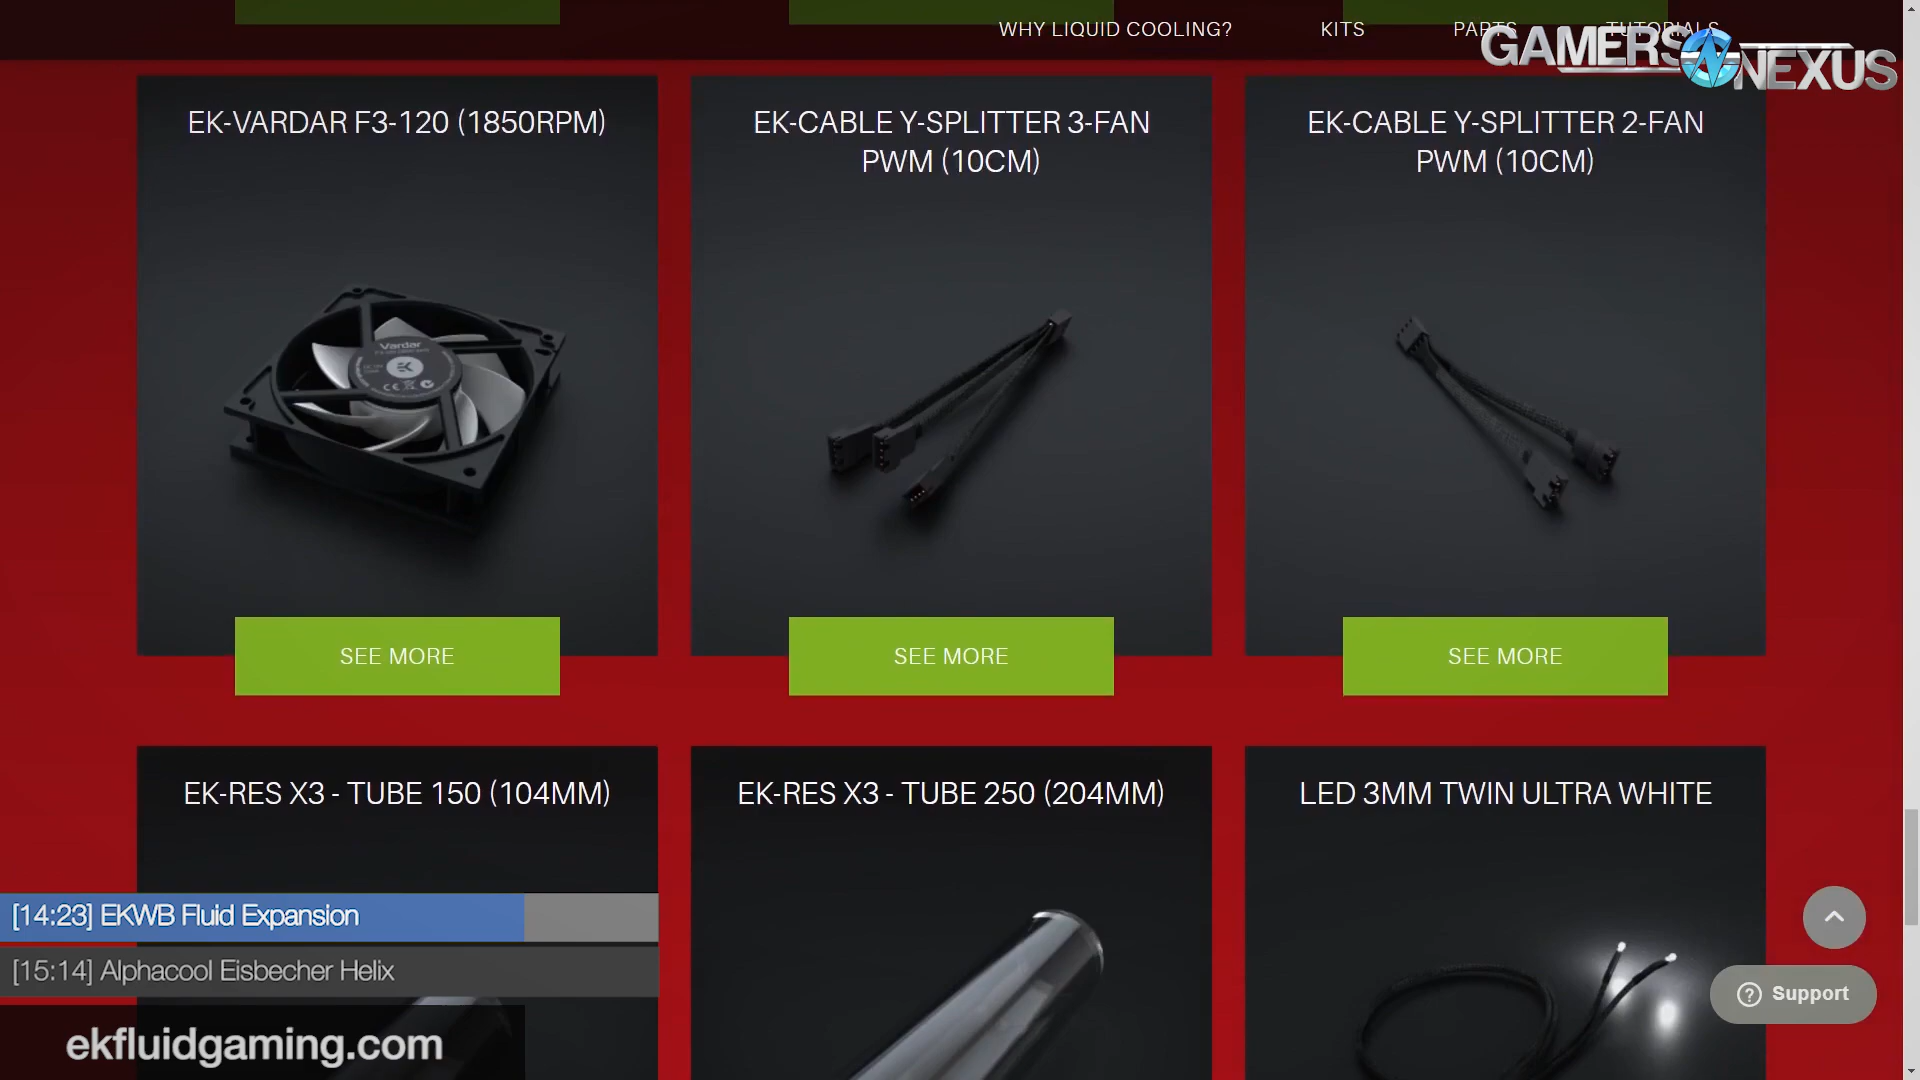 WHY LIQUID COOLING?
KITS
PARTS
TUTORIALS
GAMERS NEXUS
EK-VARDAR F3-120 (1850RPM)
EK-CABLE Y-SPLITTER 3-FAN
PWM (10CM)
EK-CABLE Y-SPLITTER 2-FAN
PWM (10CM)
Vardar
SEE MORE
SEE MORE
SEE MORE
EK-RES X3 - TUBE 150 (104MM)
EK-RES X3 - TUBE 250 (204MM)
LED 3MM TWIN ULTRA WHITE
[14:23] EKWB Fluid Expansion
[15:14] Alphacool Eisbecher Helix
Support
ekfluidgaming.com